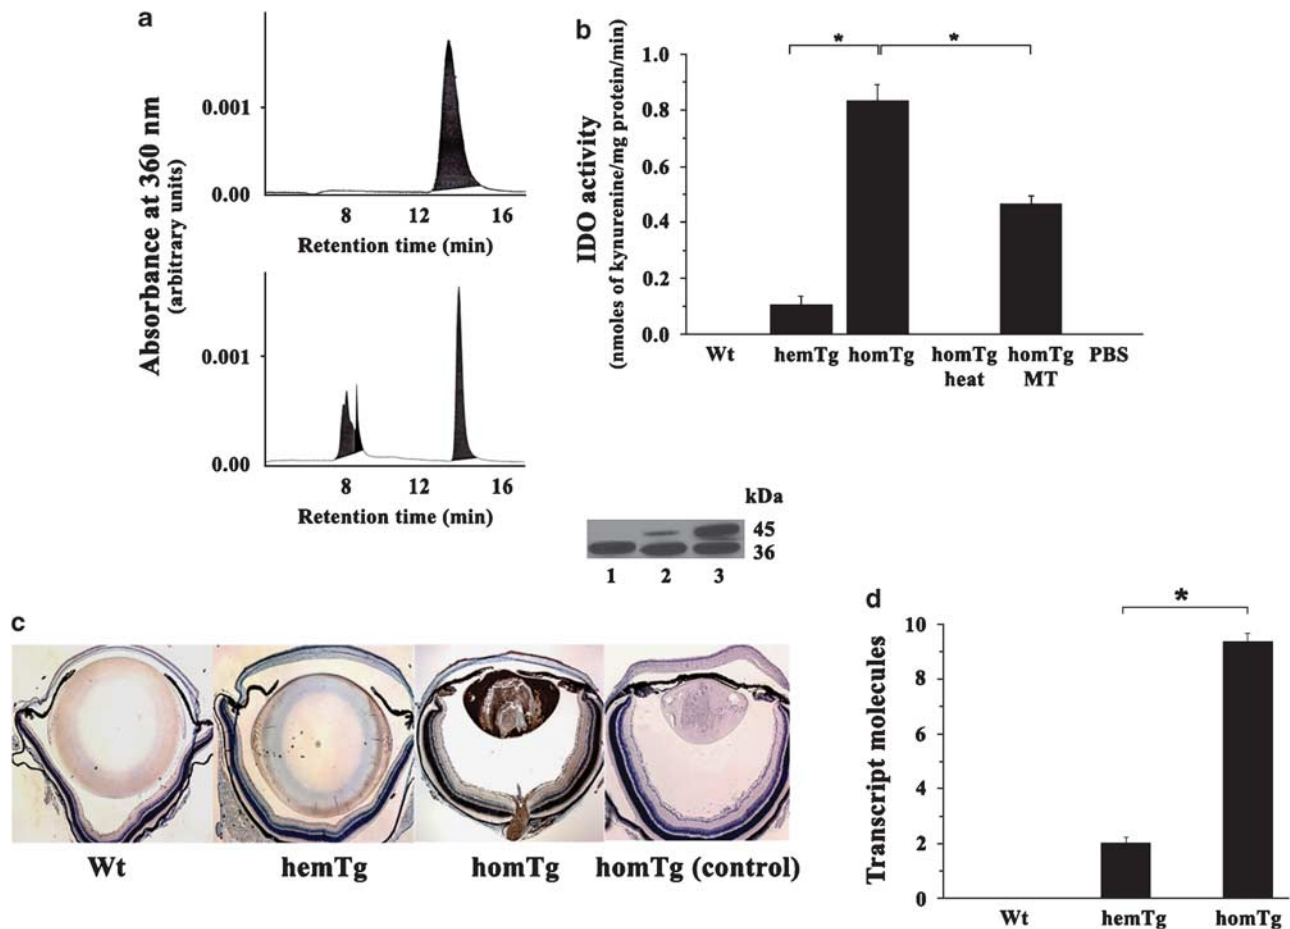 a
Absorbance at 360 nm
(arbitrary units)
0.001
0.00
8 12 16
Retention time (min)
0.001
0.00
8 12 16
Retention time (min)
b
IDO activity
(nmoles of kynurenine/mg protein/min)
* *
1.0
0.8
0.6
0.4
0.2
0.0
Wt hemTg homTg homTg heat homTg MT PBS
kDa
45
36
1 2 3
c
Wt hemTg homTg homTg (control)
d
Transcript molecules
*
10
8
6
4
2
0
Wt hemTg homTg